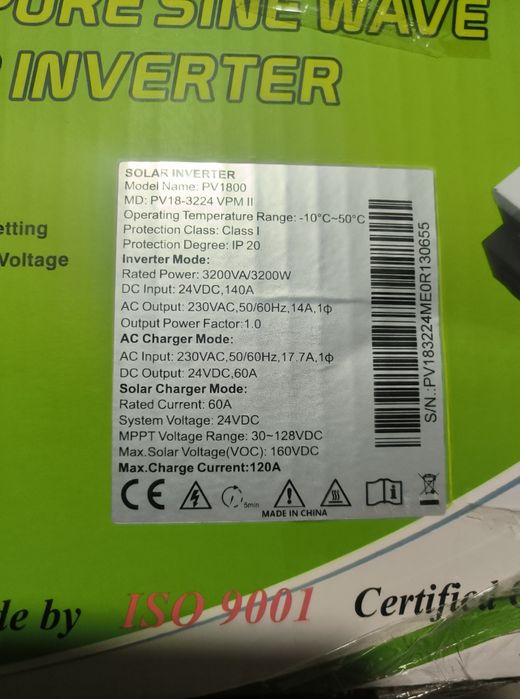 PURE SINE WAVE
INVERTER
SOLAR INVERTER
Model Name: PV1800
MD: PV18-3224 VPM II
Operating Temperature Range: -10°C~50°C
Protection Class: Class I
Protection Degree: IP 20
Inverter Mode:
Rated Power: 3200VA/3200W
DC Input: 24VDC,140A
AC Output: 230VAC,50/60Hz,14A,1ϕ
Output Power Factor:1.0
AC Charger Mode:
AC Input: 230VAC,50/60Hz,17.7A,1ϕ
DC Output: 24VDC,60A
Solar Charger Mode:
Rated Current: 60A
System Voltage: 24VDC
MPPT Voltage Range: 30~128VDC
Max.Solar Voltage(VOC): 160VDC
Max.Charge Current:120A
CE
5min
MADE IN CHINA
S/N.:PV183224ME0R130655
etting
Voltage
de by ISO 9001 Certified